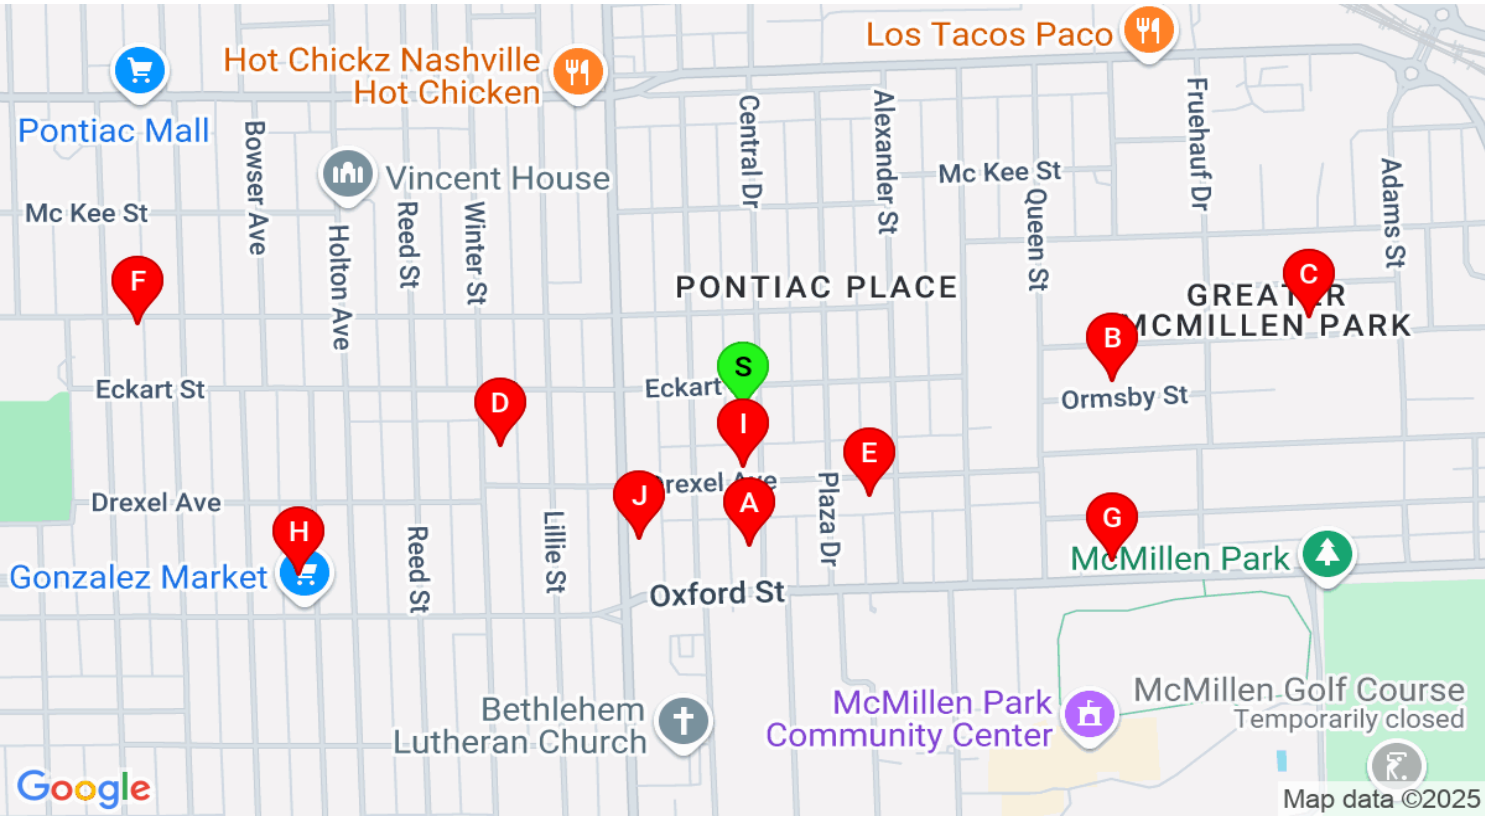 Los Tacos Paco
Hot Chickz Nashville
Hot Chicken
Pontiac Mall
Bowser Ave
Central Dr
Alexander St
Fruehauf Dr
Vincent House
Mc Kee St
Adams St
Mc Kee St
Holton Ave
Reed St
Winter St
Queen St
F
PONTIAC PLACE
C
GREATER
MCMILLEN PARK
B
S
Eckart St
Eckart
Ormsby St
D
I
E
Drexel Ave
J
A
Plaza Dr
G
Drexel Ave
H
Reed St
Lillie St
Gonzalez Market
McMillen Park
Oxford St
Bethlehem
Lutheran Church
McMillen Park
Community Center
McMillen Golf Course
Temporarily closed
Google
Map data ©2025